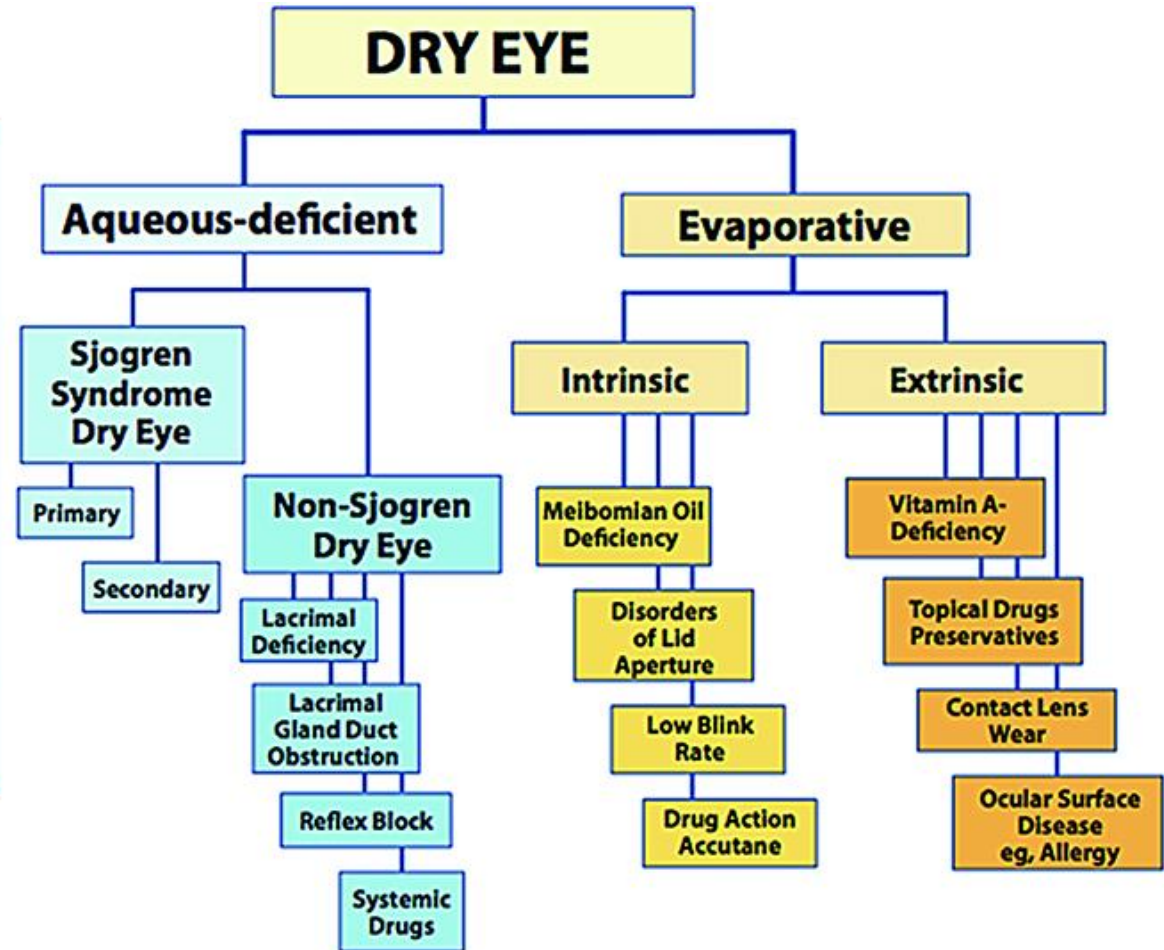 DRY EYE
Aqueous-deficient
Evaporative
Sjogren
Syndrome
Dry Eye
Primary
Secondary
Non-Sjogren
Dry Eye
Lacrimal
Deficiency
Lacrimal
Gland Duct
Obstruction
Reflex Block
Systemic
Drugs
Intrinsic
Meibomian Oil
Deficiency
Disorders
of Lid
Aperture
Low Blink
Rate
Drug Action
Accutane
Extrinsic
Vitamin A-
Deficiency
Topical Drugs
Preservatives
Contact Lens
Wear
Ocular Surface
Disease
eg, Allergy